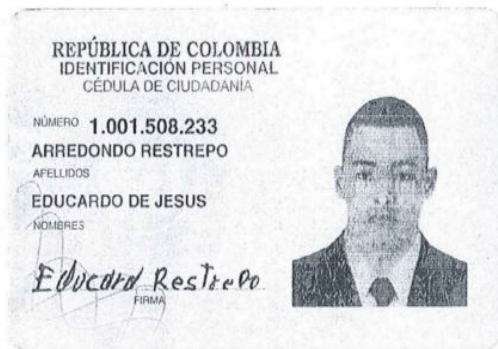 REPÚBLICA DE COLOMBIA
IDENTIFICACIÓN PERSONAL
CÉDULA DE CIUDADANÍA
NÚMERO 1.001.508.233
ARREDONDO RESTREPO
APELLIDOS
EDUCARDO DE JESUS
NOMBRES
Educard Restrepo
FIRMA